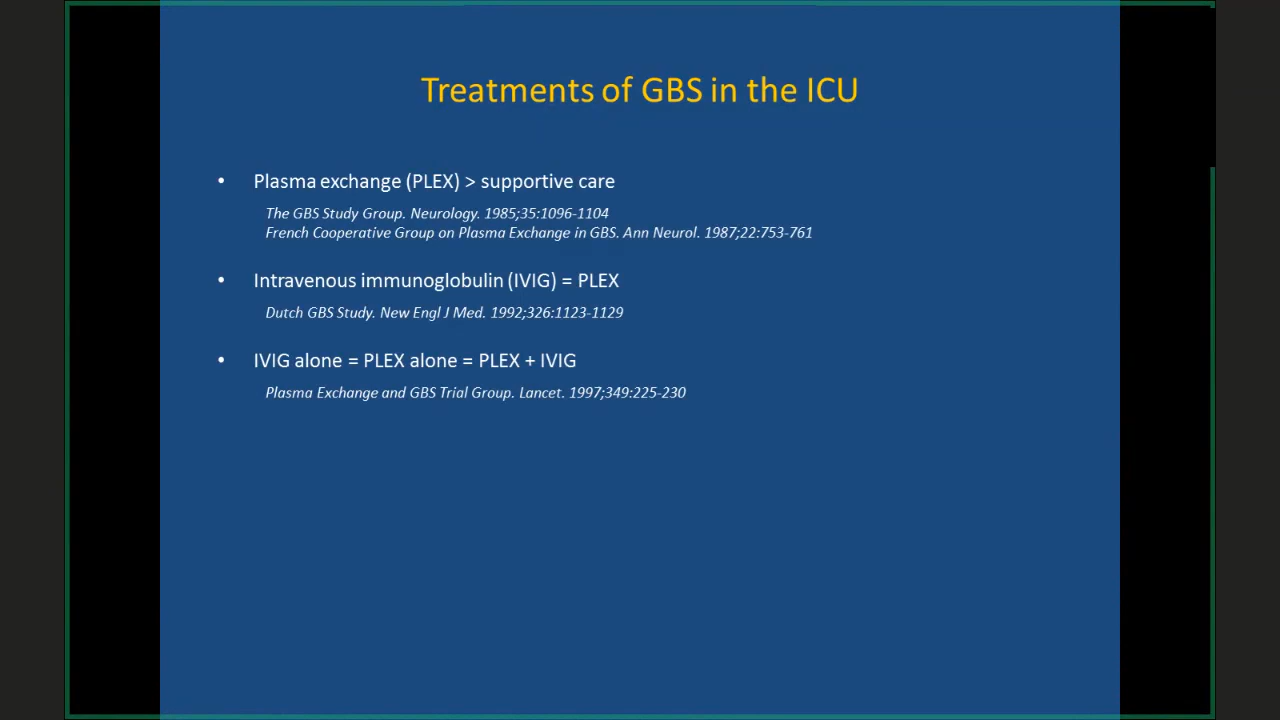 Treatments of GBS in the ICU
• Plasma exchange (PLEX) > supportive care
The GBS Study Group. Neurology. 1985;35:1096-1104
French Cooperative Group on Plasma Exchange in GBS. Ann Neurol. 1987;22:753-761
• Intravenous immunoglobulin (IVIG) = PLEX
Dutch GBS Study. New Engl J Med. 1992;326:1123-1129
• IVIG alone = PLEX alone = PLEX + IVIG
Plasma Exchange and GBS Trial Group. Lancet. 1997;349:225-230